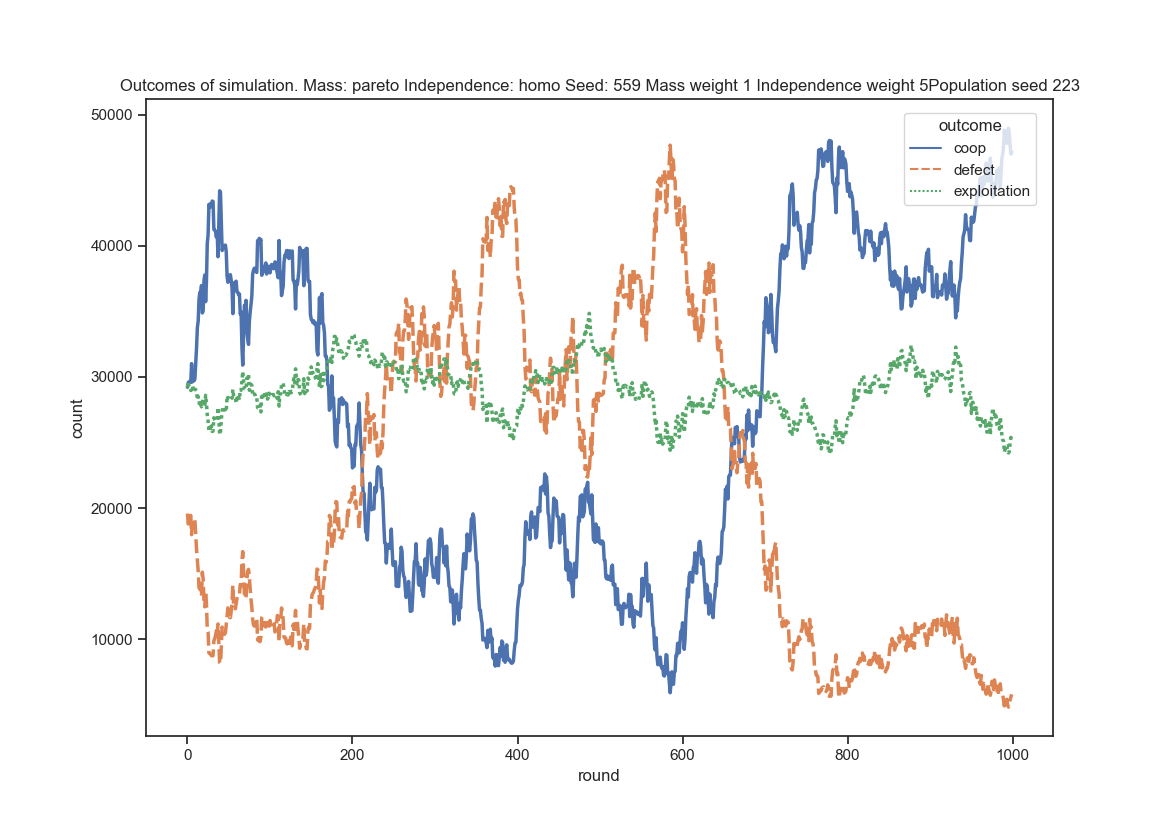 Outcomes of simulation. Mass: pareto Independence: homo Seed: 559 Mass weight 1 Independence weight 5Population seed 223
50000
40000
30000
20000
10000
count
outcome
coop
defect
exploitation
0
200
400
600
800
1000
round